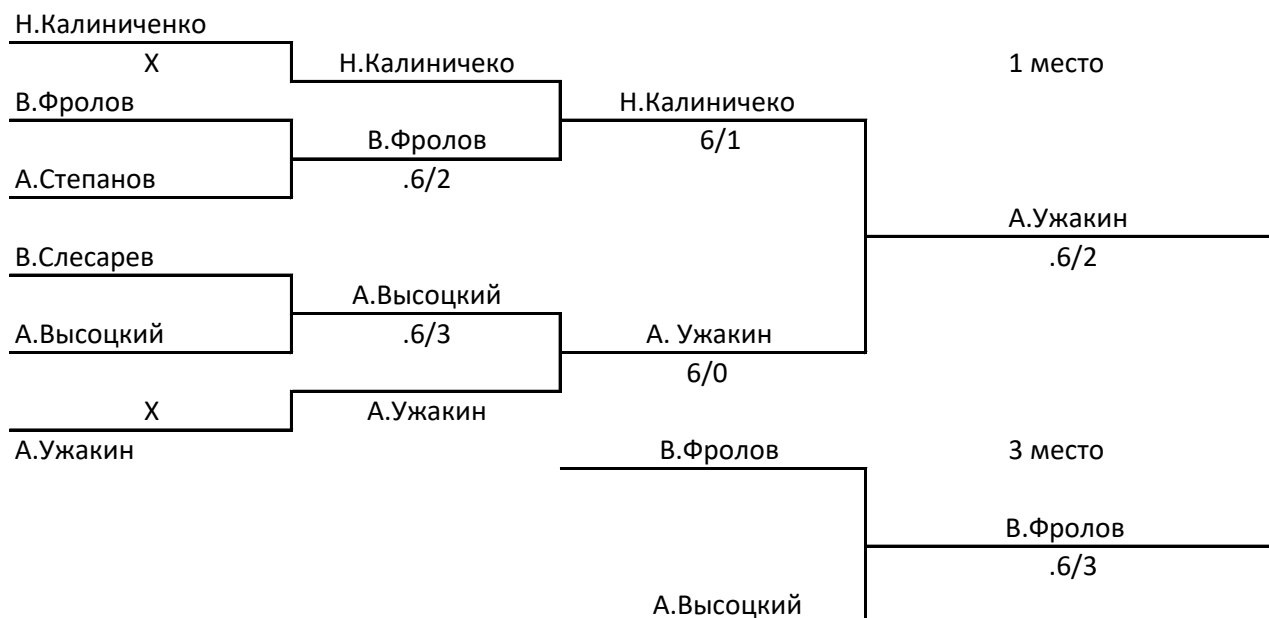 Н.Калиниченко
X Н.Каличенеко 1 место
В.Фролов Н.Калиничеко
В.Фролов 6/1
А.Степанов .6/2
А.Ужакин
В.Слесарев .6/2
А.Высоцкий
А.Высоцкий .6/3 А. Ужакин
6/0
X А.Ужакин
А.Ужакин В.Фролов 3 место
В.Фролов
.6/3
А.Высоцкий